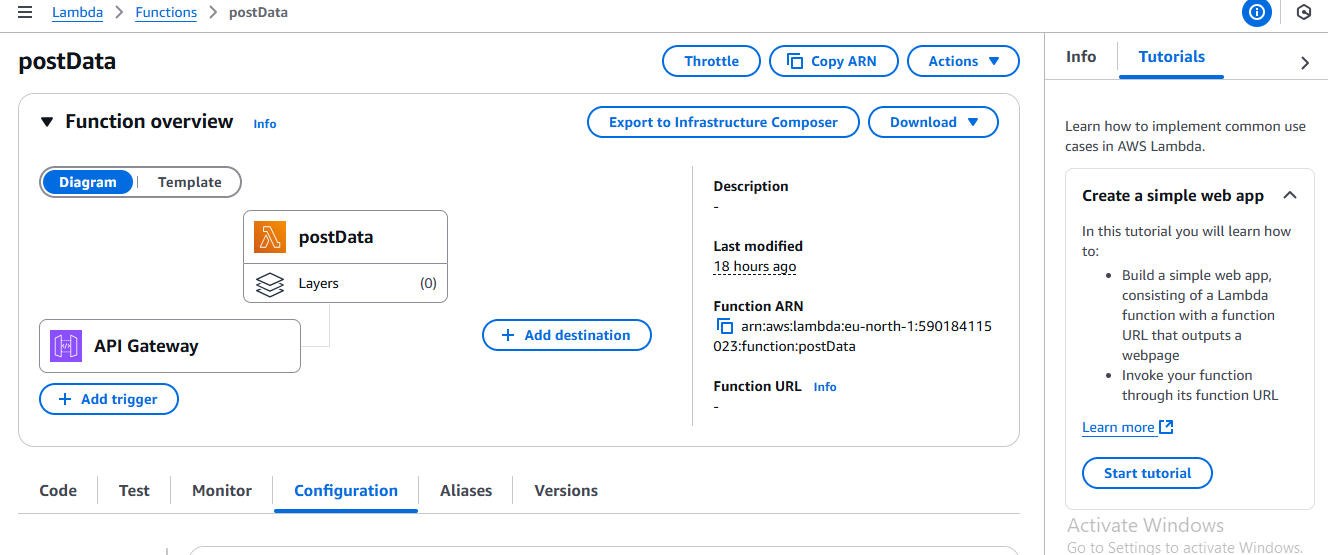 Lambda > Functions > postData
postData
Throttle
Copy ARN
Actions
Function overview
Info
Export to Infrastructure Composer
Download
Diagram
Template
postData
Layers
(0)
API Gateway
Add trigger
Add destination
Description
-
Last modified
18 hours ago
Function ARN
arn:aws:lambda:eu-north-1:590184115
023:function:postData
Function URL
Info
-
Code
Test
Monitor
Configuration
Aliases
Versions
Info
Tutorials
Learn how to implement common use
cases in AWS Lambda.
Create a simple web app
In this tutorial you will learn how
to:
• Build a simple web app,
consisting of a Lambda
function with a function
URL that outputs a
webpage
• Invoke your function
through its function URL
Learn more
Start tutorial
Activate Windows
Go to Settings to activate Windows.